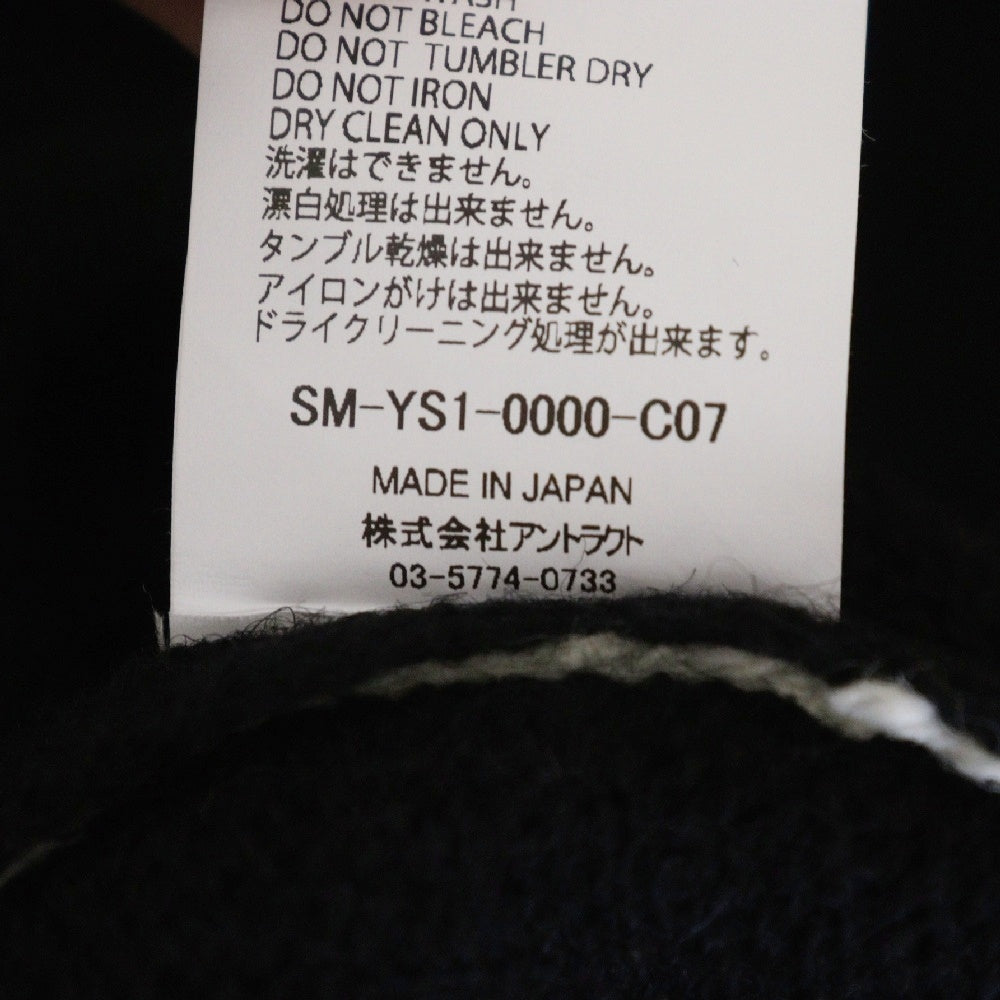 WASH
DO NOT BLEACH
DO NOT TUMBLER DRY
DO NOT IRON
DRY CLEAN ONLY
洗濯はできません。
漂白処理は出来ません。
タンブル乾燥は出来ません。
アイロンがけは出来ません。
ドライクリーニング処理が出来ます。
SM-YS1-0000-C07
MADE IN JAPAN
株式会社アントラクト
03-5774-0733